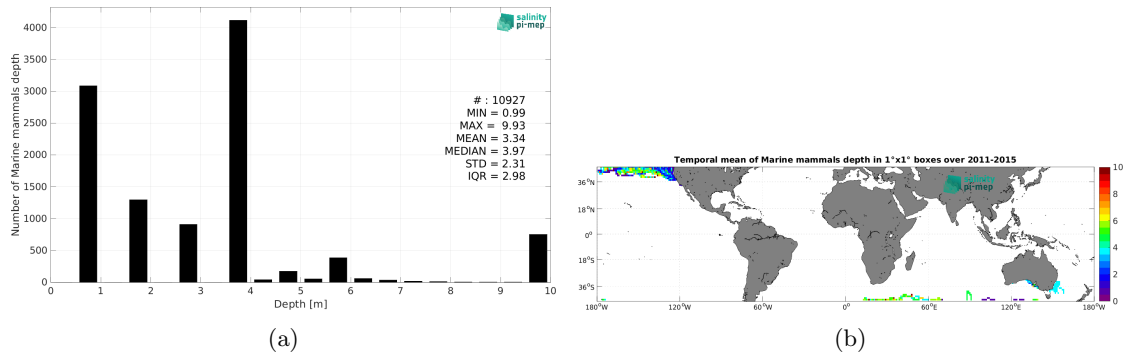 salinity
pi-mep
4000
3500
3000
2500
2000
1500
1000
500
0
Number of Marine mammals depth
# : 10927
MIN = 0.99
MAX = 9.93
MEAN = 3.34
MEDIAN = 3.97
STD = 2.31
IQR = 2.98
0 1 2 3 4 5 6 7 8 9 10
Depth [m]
(a)
Temporal mean of Marine mammals depth in 1°x1° boxes over 2011-2015
salinity
pi-mep
36°N
18°N
0°
18°S
36°S
180°W 120°W 60°W 0° 60°E 120°E 180°W
10
8
6
4
2
0
(b)